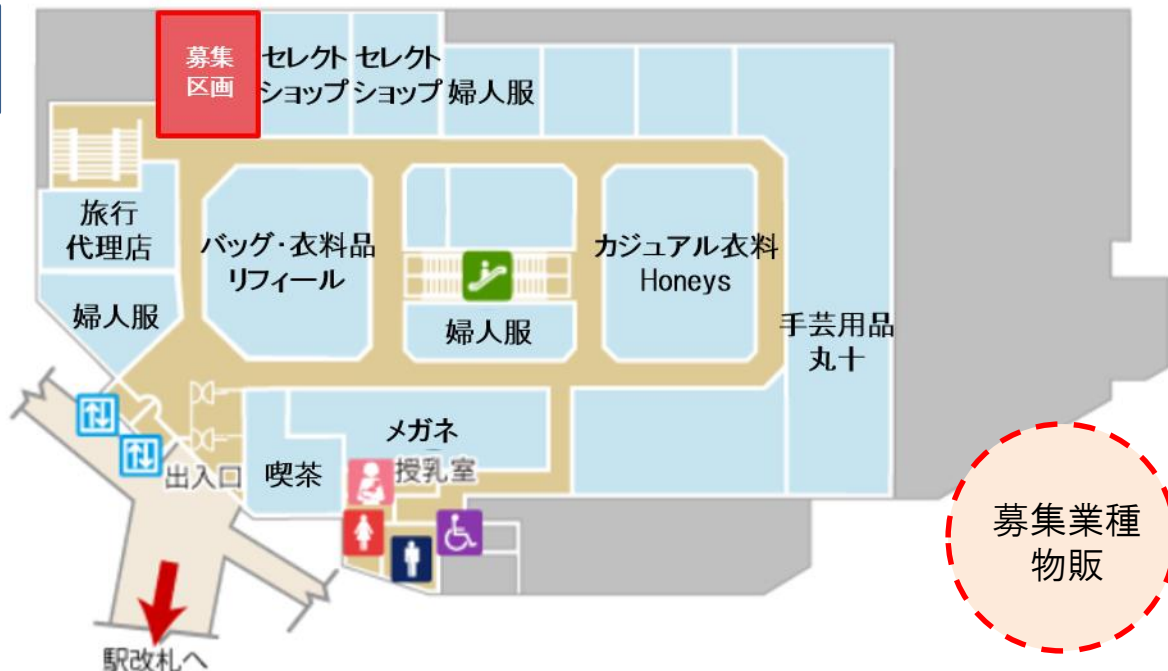 募集
区画
セレクト
ショップ
セレクト
ショップ
婦人服
旅行
代理店
バッグ・衣料品
リフィール
カジュアル衣料
Honeys
婦人服
婦人服
手芸用品
丸十
メガネ
授乳室
喫茶
出入口
駅改札へ
募集業種
物販